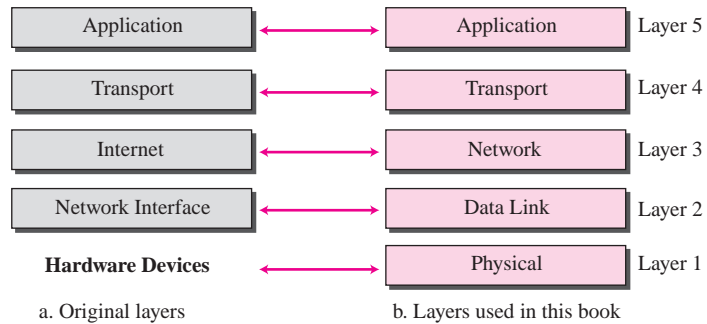 Application Application Layer 5
Transport Transport Layer 4
Internet Network Layer 3
Network Interface Data Link Layer 2
Hardware Devices Physical Layer 1
a. Original layers b. Layers used in this book